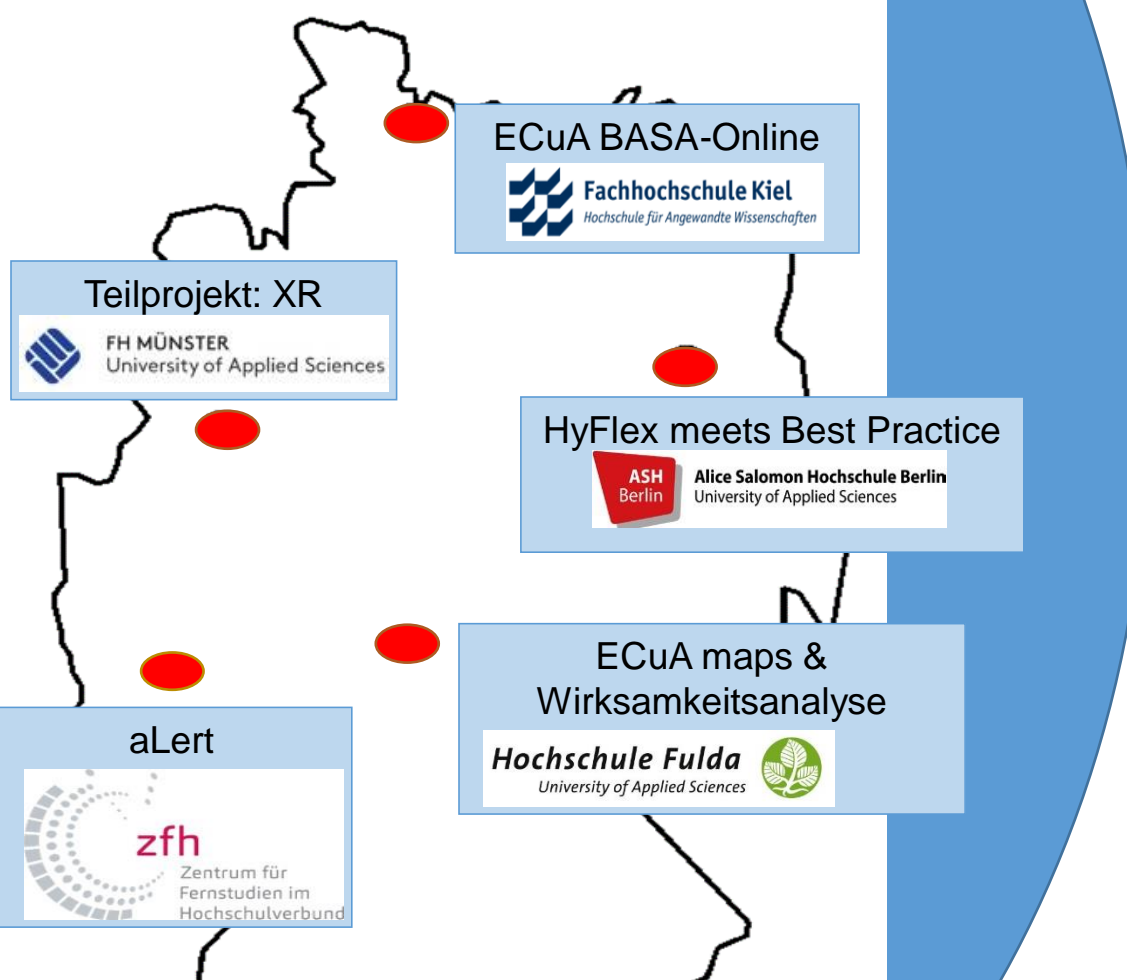 ECuA BASA-Online
Fachhochschule Kiel
Hochschule für Angewandte Wissenschaften
Teilprojekt: XR
FH MÜNSTER
University of Applied Sciences
HyFlex meets Best Practice
ASH
Berlin
Alice Salomon Hochschule Berlin
University of Applied Sciences
ECuA maps &
Wirksamkeitsanalyse
Hochschule Fulda
University of Applied Sciences
aLert
zfh
Zentrum für
Fernstudien im
Hochschulverbund